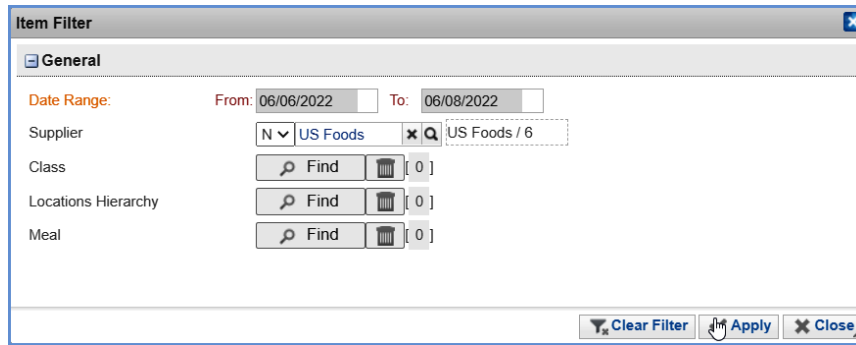 Item Filter
General
Date Range: From: 06/06/2022 To: 06/08/2022
Supplier N US Foods US Foods / 6
Class Find [ 0 ]
Locations Hierarchy Find [ 0 ]
Meal Find [ 0 ]
Clear Filter Apply Close